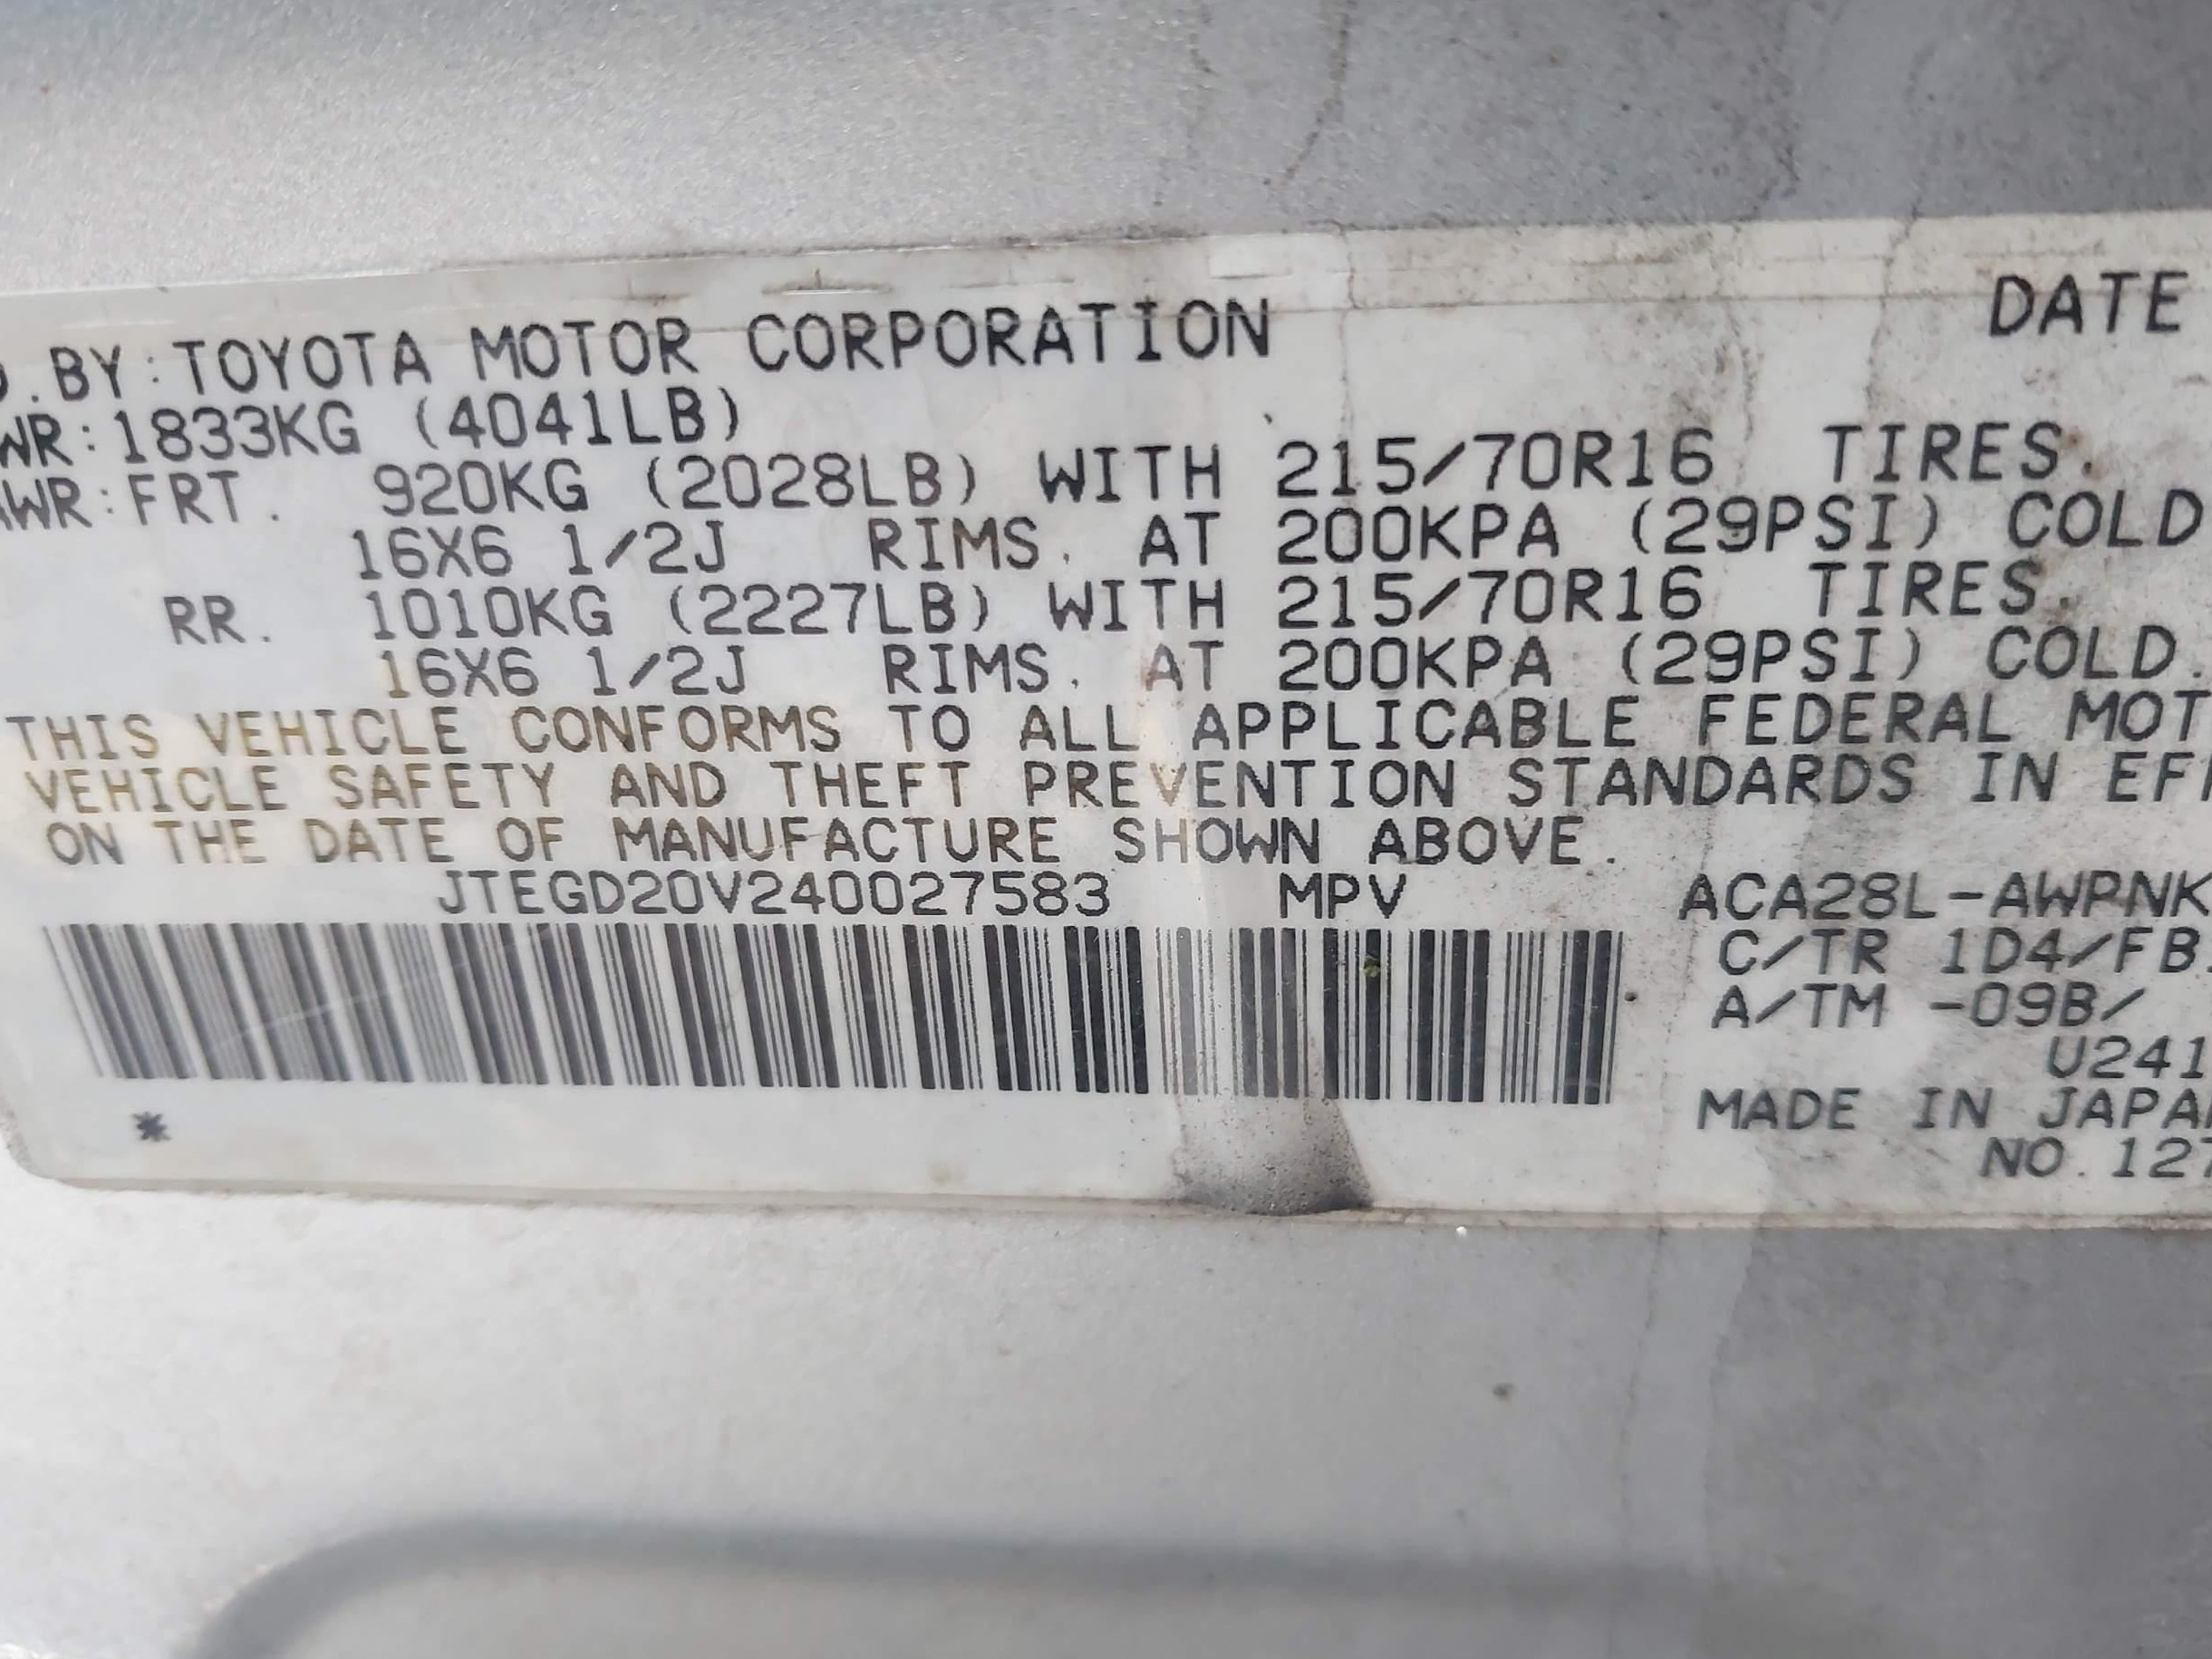 . BY:TOYOTA MOTOR CORPORATION DATE
WR:1833KG (4041LB)
WR:FRT. 920KG (2028LB) WITH 215/70R16 TIRES.
16X6 1/2J RIMS. AT 200KPA (29PSI) COLD
RR. 1010KG (2227LB) WITH 215/70R16 TIRES.
16X6 1/2J RIMS. AT 200KPA (29PSI) COLD.
THIS VEHICLE CONFORMS TO ALL APPLICABLE FEDERAL MOT
VEHICLE SAFETY AND THEFT PREVENTION STANDARDS IN EF
ON THE DATE OF MANUFACTURE SHOWN ABOVE.
JTEGD20V240027583 MPV ACA28L-AWPNK
C/TR 1D4/FB
A/TM -09B/
U241
MADE IN JAPA
*
NO. 127